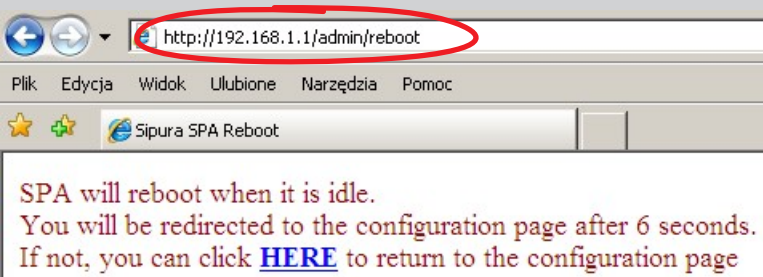 http://192.168.1.1/admin/reboot
Plik Edycja Widok Ulubione Narzędzia Pomoc
Sipura SPA Reboot
SPA will reboot when it is idle.
You will be redirected to the configuration page after 6 seconds.
If not, you can click HERE to return to the configuration page